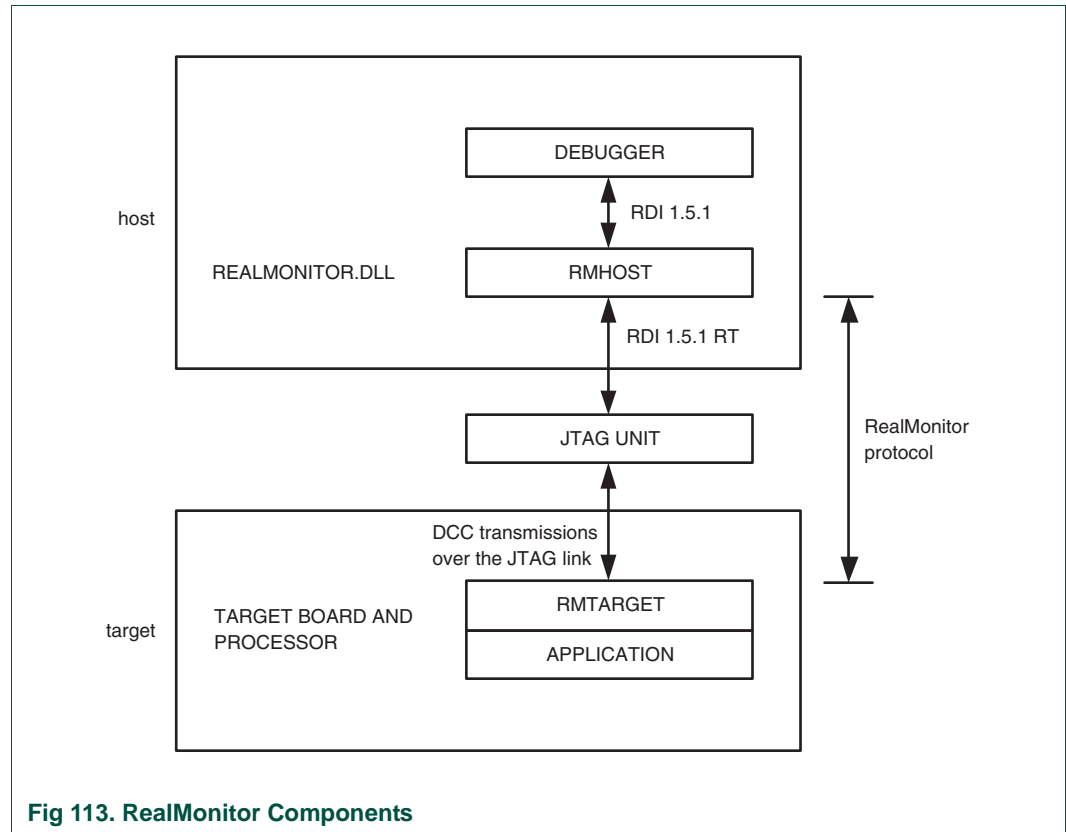 DEBUGGER
RDI 1.5.1
host
REALMONITOR.DLL
RMHOST
RDI 1.5.1 RT
JTAG UNIT
RealMonitor
protocol
DCC transmissions
over the JTAG link
target
TARGET BOARD AND
PROCESSOR
RMTARGET
APPLICATION
Fig 113. RealMonitor Components